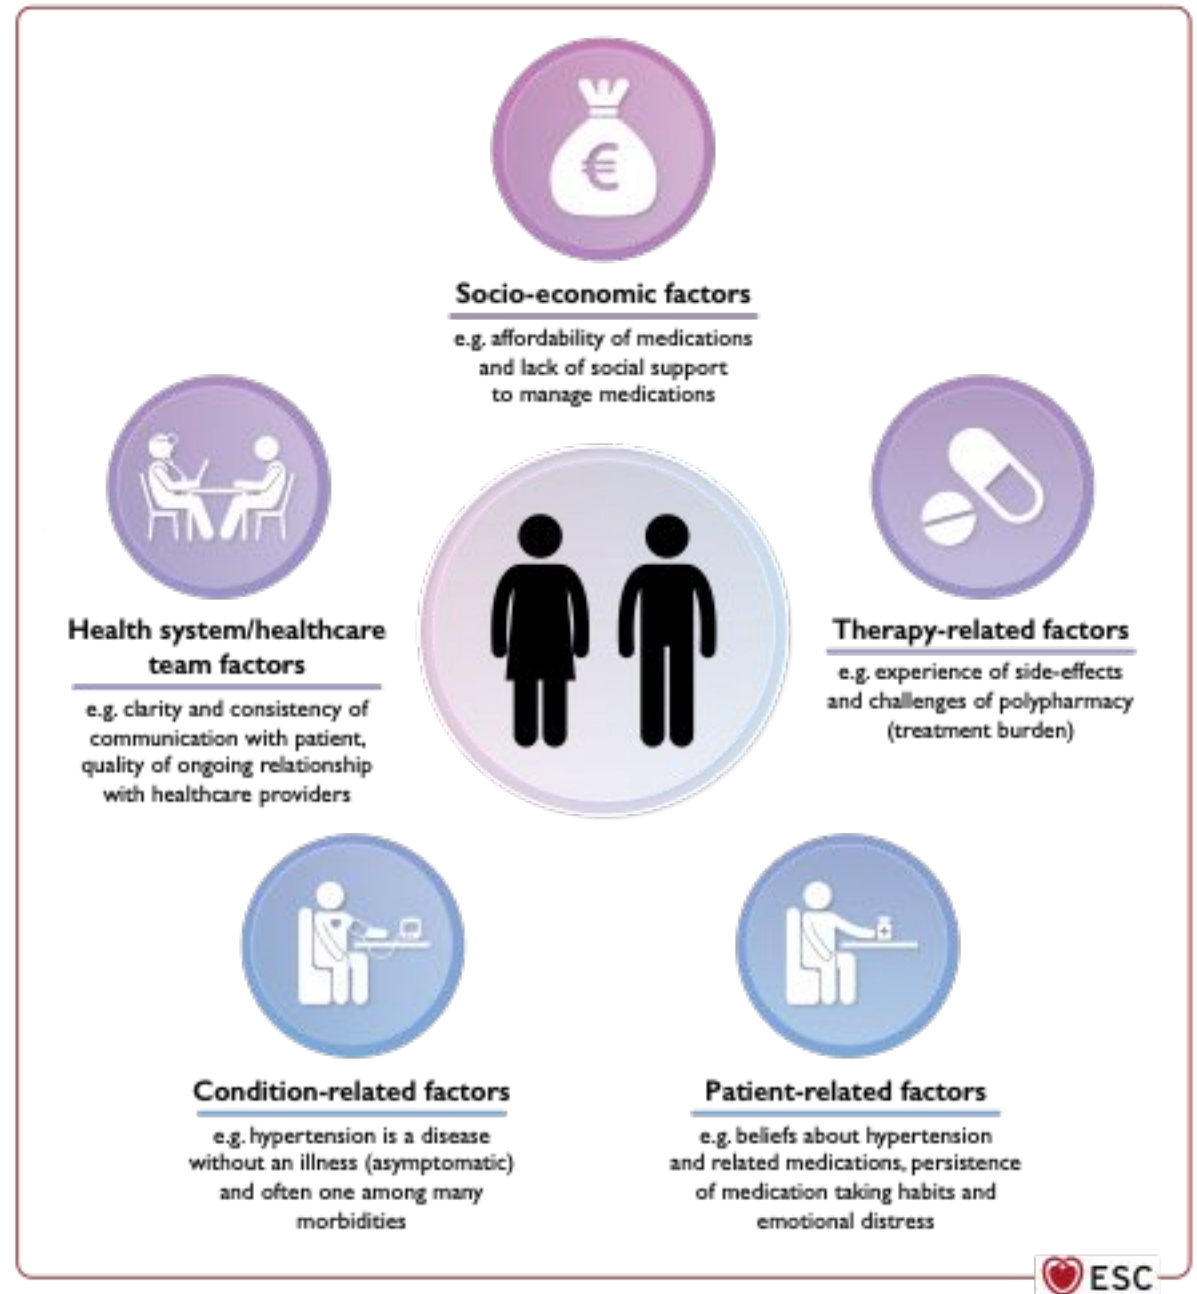 €
Socio-economic factors
e.g. affordability of medications
and lack of social support
to manage medications
Health system/healthcare
team factors
e.g. clarity and consistency of
communication with patient,
quality of ongoing relationship
with healthcare providers
Therapy-related factors
e.g. experience of side-effects
and challenges of polypharmacy
(treatment burden)
Condition-related factors
e.g. hypertension is a disease
without an illness (asymptomatic)
and often one among many
morbidities
Patient-related factors
e.g. beliefs about hypertension
and related medications, persistence
of medication taking habits and
emotional distress
ESC